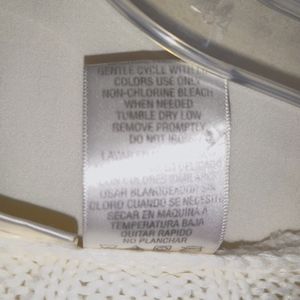 GENTLE CYCLE WITH
COLORS USE ONLY
NON-CHLORINE BLEACH
WHEN NEEDED
TUMBLE DRY LOW
REMOVE PROMPTLY
DO NOT IRON
USAR BLANQUEADOR SIN
CLORO CUANDO SE NECESITE
SECAR EN MAQUINA A
TEMPERATURA BAJA
QUITAR RAPIDO
NO PLANCHAR